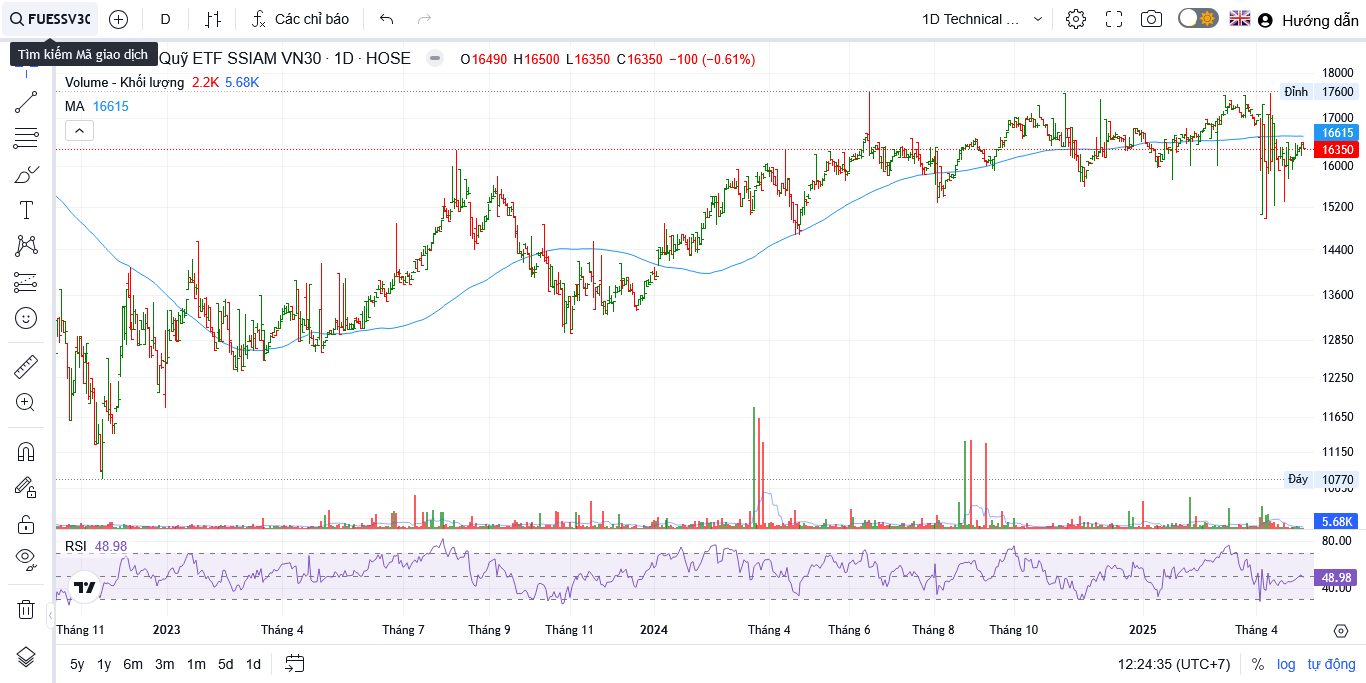 FUESSV30
D
Các chỉ báo
1D Technical ...
Hướng dẫn
Tìm kiếm Mã giao dịch
Quỹ ETF SSIAM VN30 · 1D · HOSE
O16490 H16500 L16350 C16350 −100 (−0.61%)
Volume - Khối lượng 2.2K 5.68K
MA 16615
18000
Đỉnh 17600
17000
16615
16350
16000
15200
14400
13600
12850
12250
11650
11150
Đáy 10770
5.68K
RSI 48.98
80.00
48.98
40.00
Tháng 11 2023 Tháng 4 Tháng 7 Tháng 9 Tháng 11 2024 Tháng 4 Tháng 6 Tháng 8 Tháng 10 2025 Tháng 4
5y 1y 6m 3m 1m 5d 1d
12:24:35 (UTC+7) % log tự động